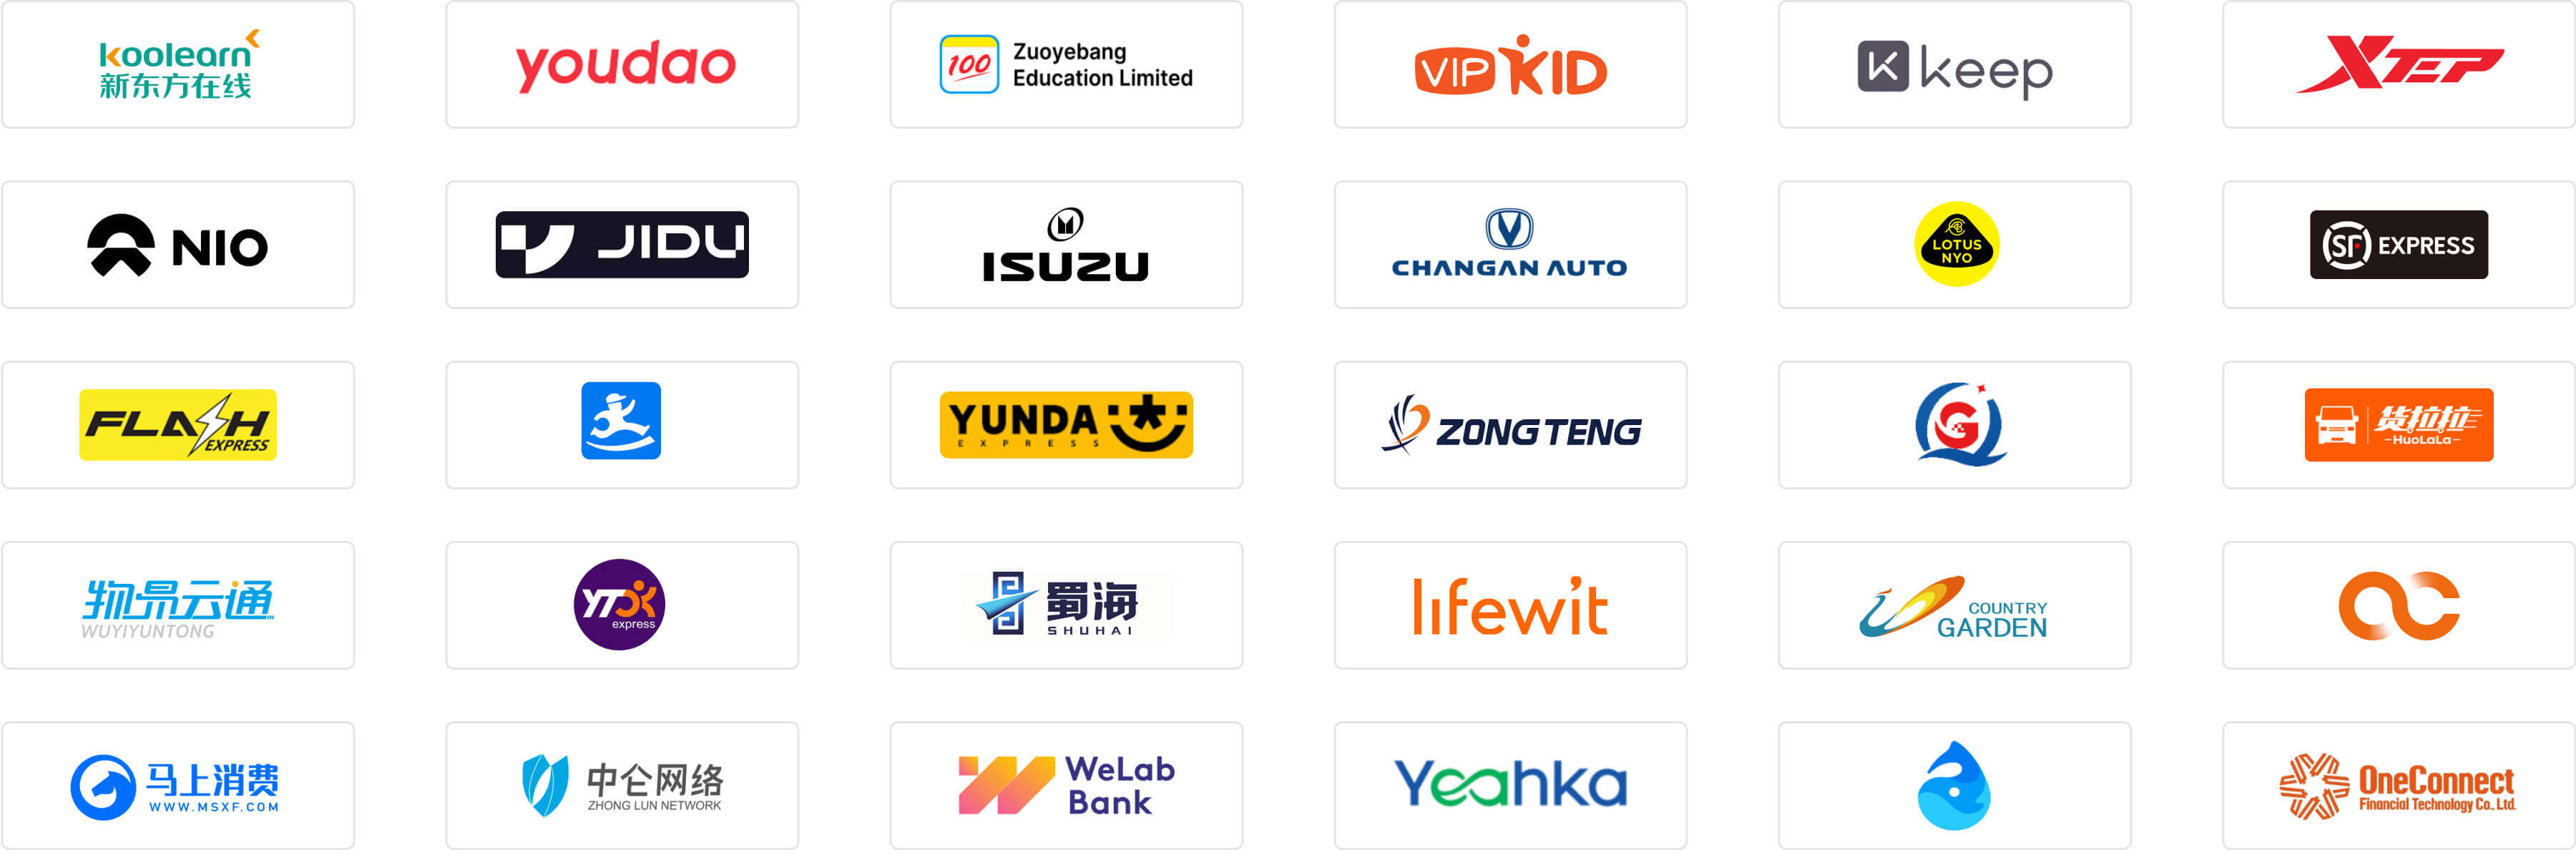 koolearn
新东方在线
youdao
100
Zuoyebang
Education Limited
VIPKID
keep
XTEP
NIO
JIDU
ISUZU
CHANGAN AUTO
LOTUS
NYO
SF EXPRESS
FLASH
EXPRESS
YUNDA
EXPRESS
ZONGTENG
G
货拉拉
HuoLaLa
物易云通
WUYIYUNTONG
YTO
express
蜀海
SHUHAI
lifewit
COUNTRY
GARDEN
马上消费
WWW.MSXF.COM
中仑网络
ZHONG LUN NETWORK
WeLab
Bank
Yeahka
OneConnect
Financial Technology Co., Ltd.